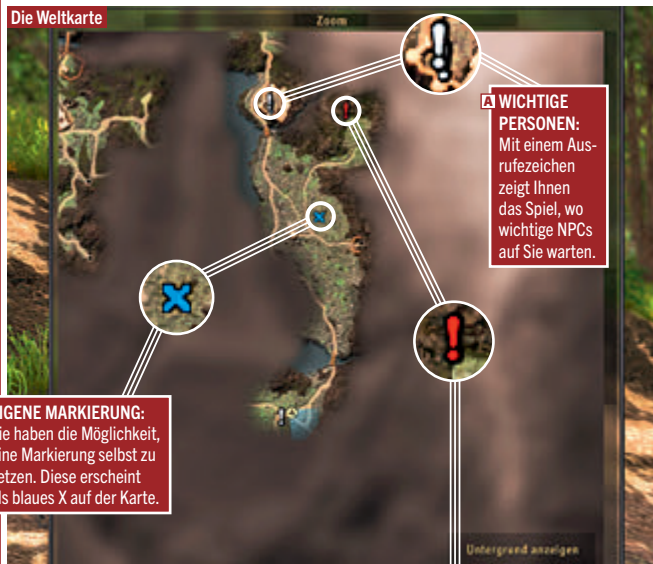 Die Weltkarte
Zoom
A WICHTIGE
PERSONEN:
Mit einem Aus-
rufezeichen
zeigt Ihnen
das Spiel, wo
wichtige NPCs
auf Sie warten.
IGENE MARKIERUNG:
ie haben die Möglichkeit,
ine Markierung selbst zu
etzen. Diese erscheint
ls blaues X auf der Karte.
Untergrund anzeigen